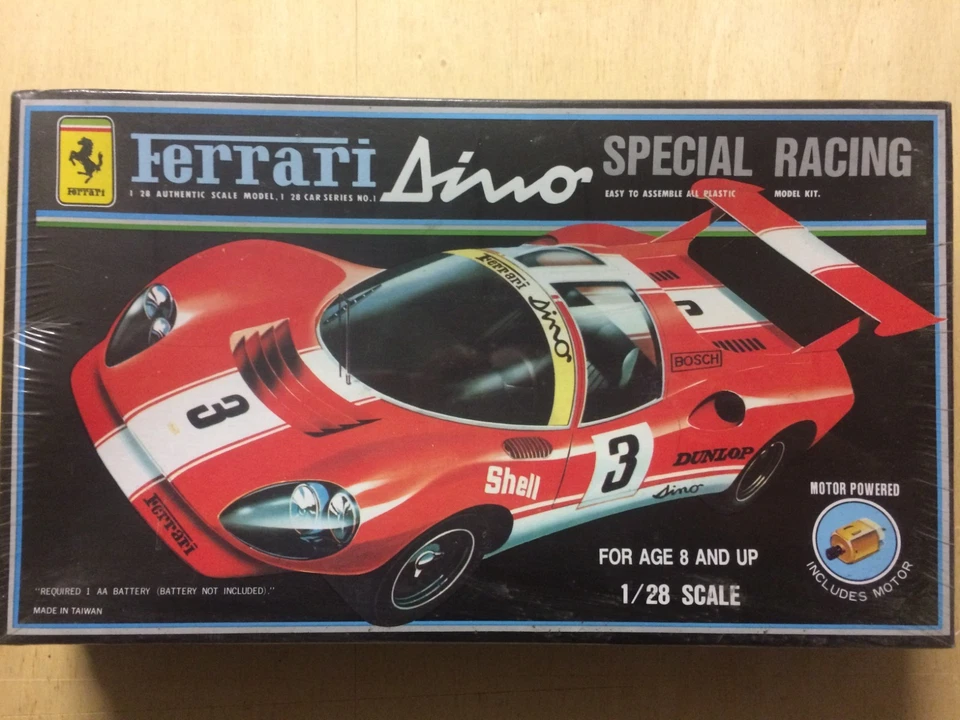 Ferrari Dino SPECIAL RACING
1 28 AUTHENTIC SCALE MODEL, 1 28 CAR SERIES NO.1 EASY TO ASSEMBLE ALL PLASTIC MODEL KIT.
FERRARI
Ferrari Dino
3
BOSCH
3
3
DUNLOP
Shell
Dino
Ferrari
MOTOR POWERED
INCLUDES MOTOR
FOR AGE 8 AND UP
1/28 SCALE
"REQUIRED 1 AA BATTERY (BATTERY NOT INCLUDED)."
MADE IN TAIWAN